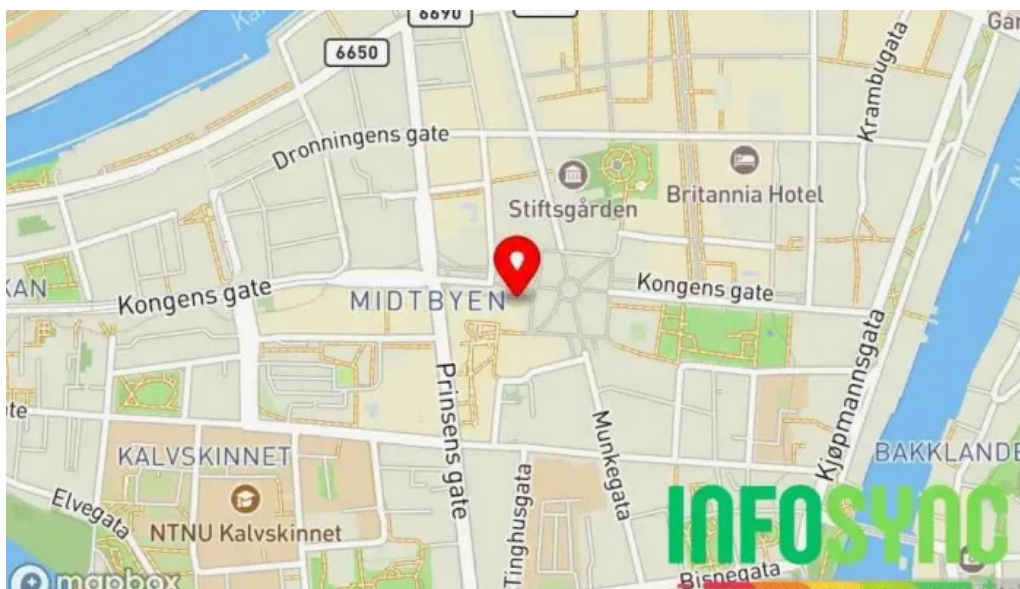 6690
6650
Krambugata
Dronningens gate
Stiftsgården
Britannia Hotel
KAN
Kongens gate
MIDTBYEN
Kongens gate
Prinsens gate
Munkegata
Kjøpmannsgata
KALVSKINNET
BAKKLANDE
Elvegata
NTNU Kalvskinnet
Tinghusgata
INFOSYNC
Bispegata
mapbox